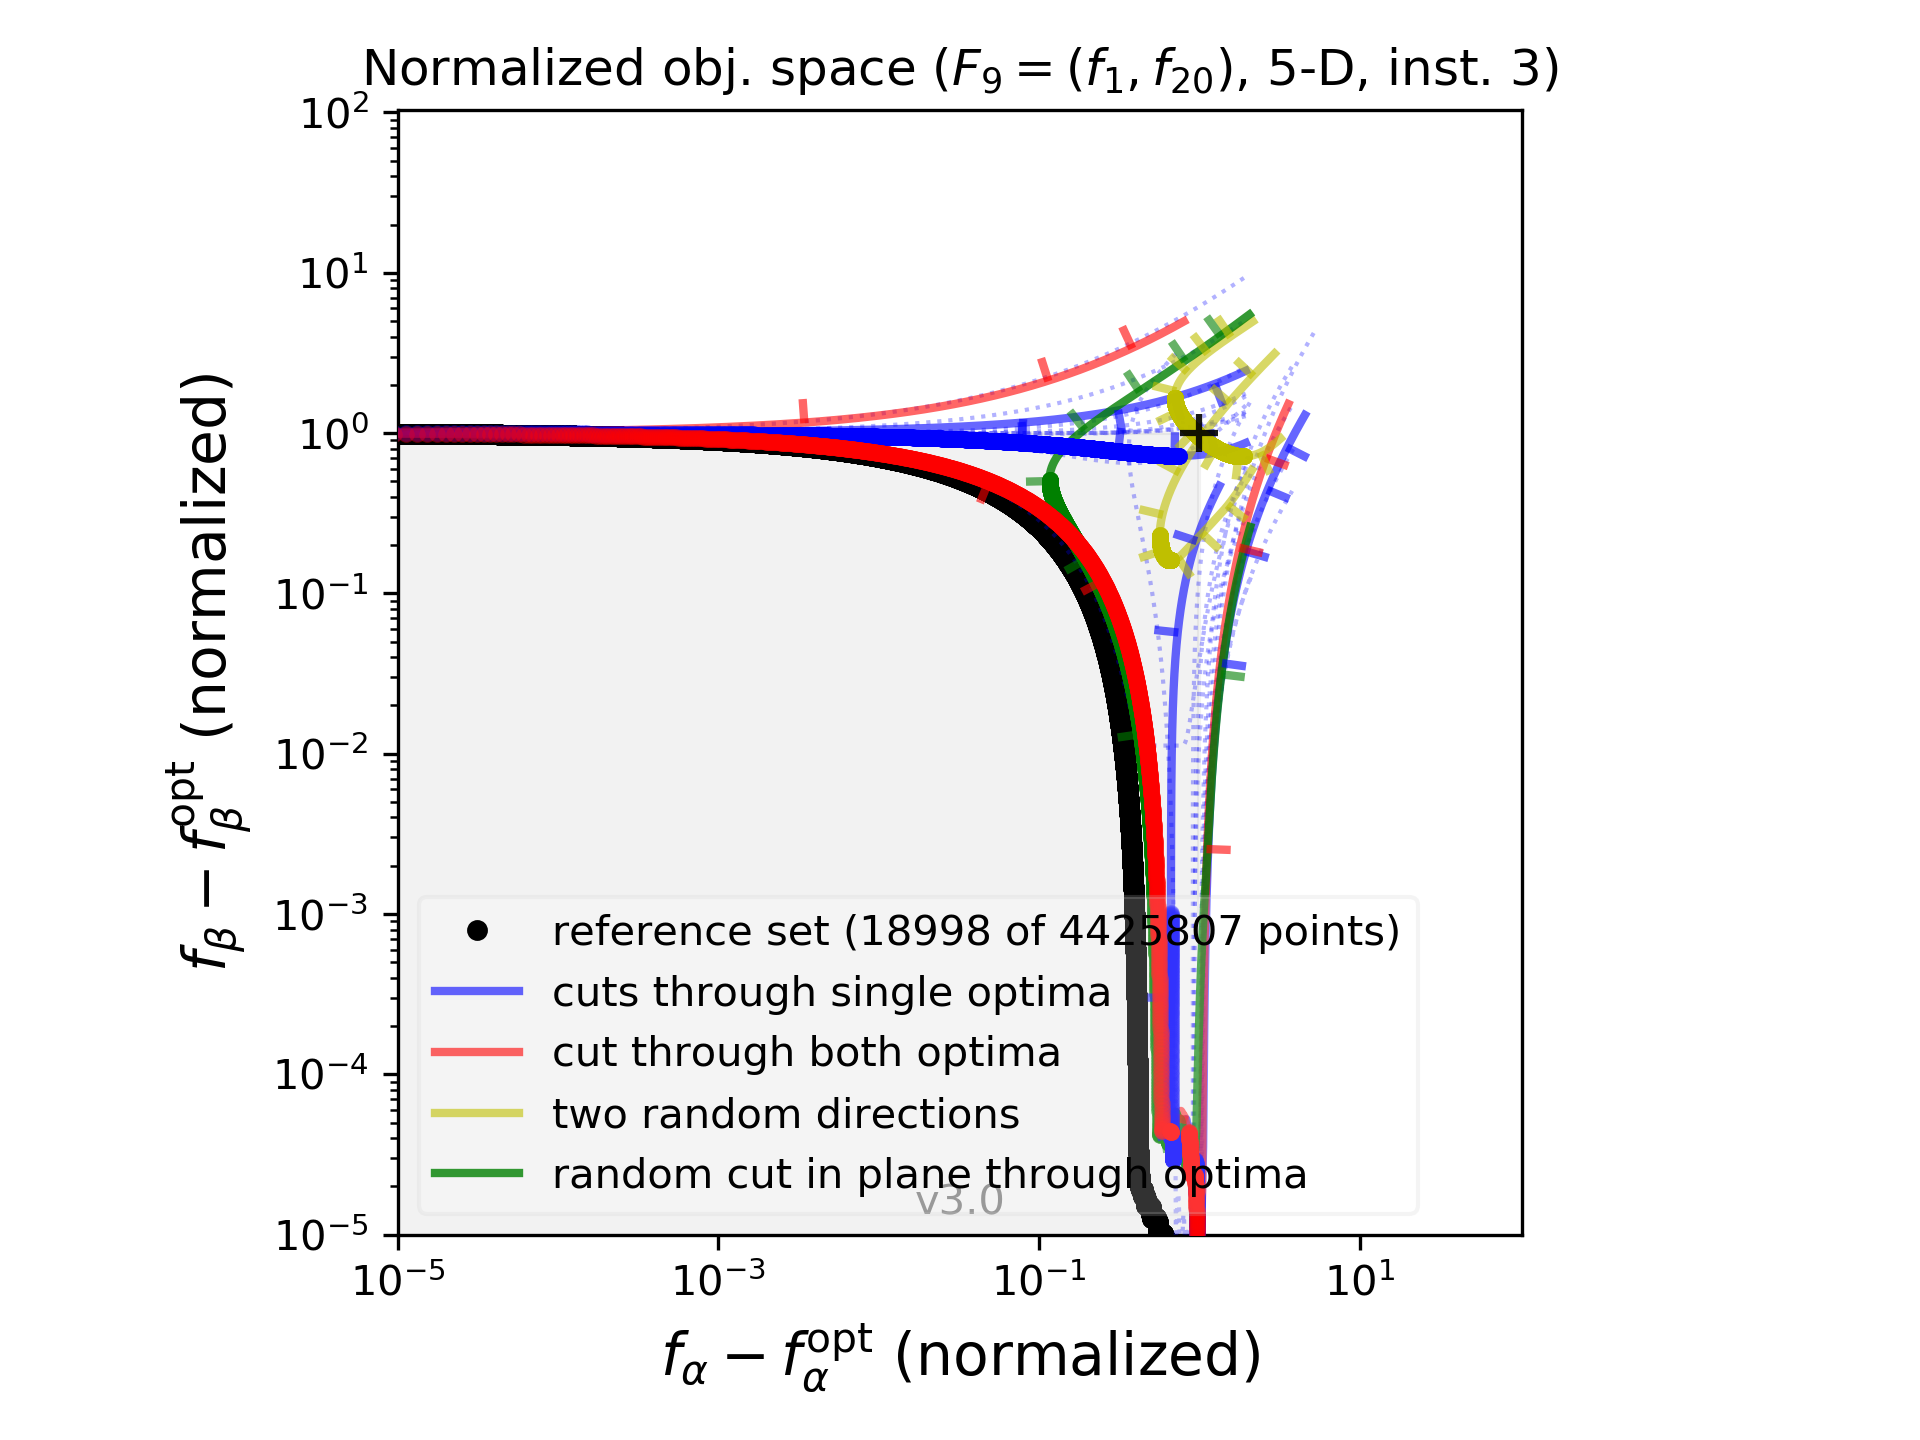 Normalized obj. space (F₉ = (f₁, f₂₀), 5-D, inst. 3)
10²
10¹
10⁰
10⁻¹
10⁻²
10⁻³
10⁻⁴
10⁻⁵
f_β − f_β^opt (normalized)
reference set (18998 of 4425807 points)
cuts through single optima
cut through both optima
two random directions
random cut in plane through optima
v3.0
10⁻⁵ 10⁻³ 10⁻¹ 10¹
f_α − f_α^opt (normalized)